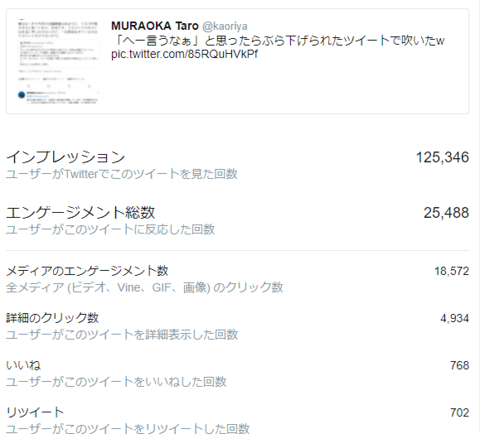 MURAOKA Taro @kaoriya
「へー言うなぁ」と思ったらぶら下げられたツイートで吹いたw
pic.twitter.com/85RQuHVkPf
インプレッション 125,346
ユーザーがTwitterでこのツイートを見た回数
エンゲージメント総数 25,488
ユーザーがこのツイートに反応した回数
メディアのエンゲージメント数 18,572
全メディア (ビデオ、Vine、GIF、画像) のクリック数
詳細のクリック数 4,934
ユーザーがこのツイートを詳細表示した回数
いいね 768
ユーザーがこのツイートをいいねした回数
リツイート 702
ユーザーがこのツイートをリツイートした回数